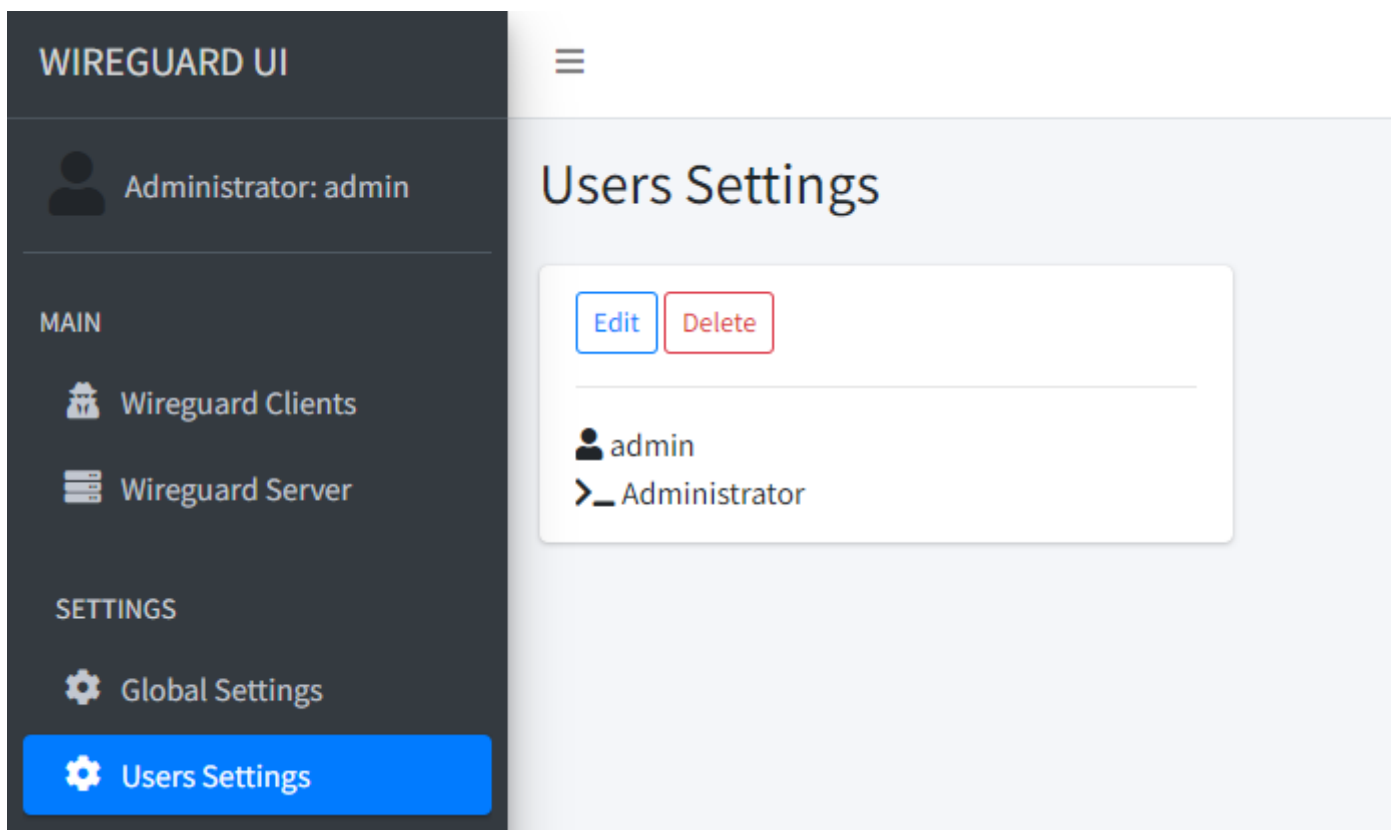 WIREGUARD UI
Administrator: admin
MAIN
Wireguard Clients
Wireguard Server
SETTINGS
Global Settings
Users Settings
Users Settings
Edit Delete
admin
Administrator